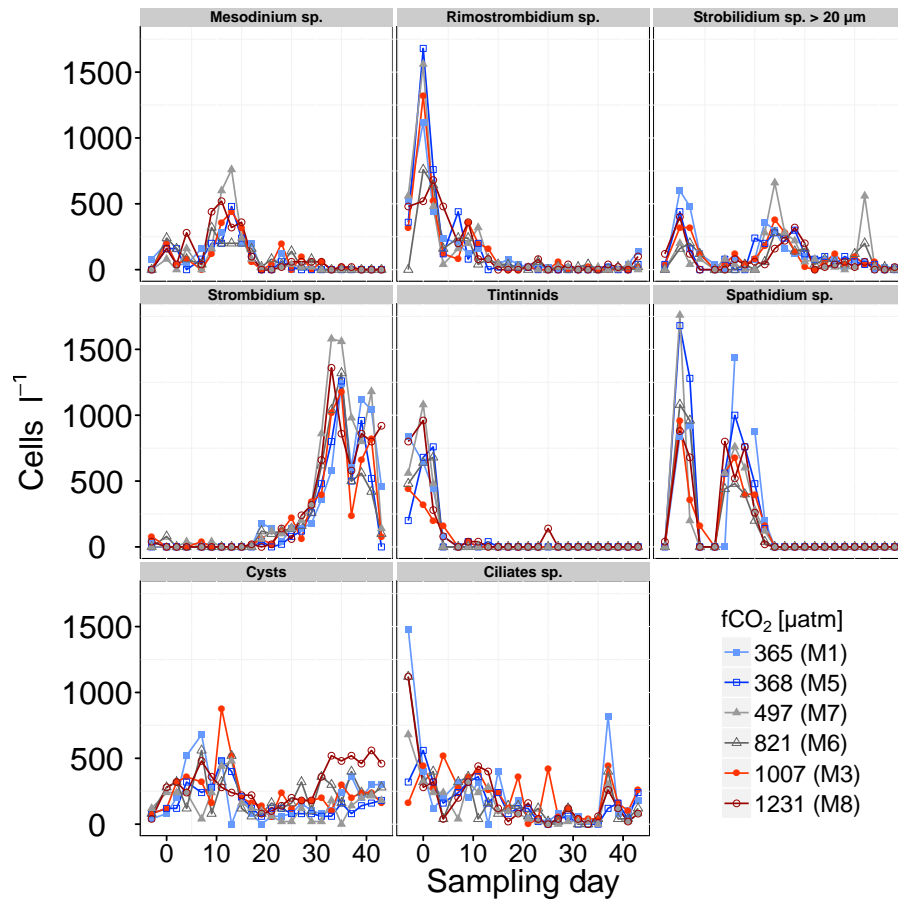 Mesodinium sp. Rimostrombidium sp. Strobilidium sp. > 20 µm
1500
1000
500
0
Strombidium sp. Tintinnids Spathidium sp.
1500
1000
500
0
Cells l⁻¹
Cysts Ciliates sp.
1500
1000
500
0
0 10 20 30 40 0 10 20 30 40
Sampling day
fCO₂ [µatm]
365 (M1)
368 (M5)
497 (M7)
821 (M6)
1007 (M3)
1231 (M8)